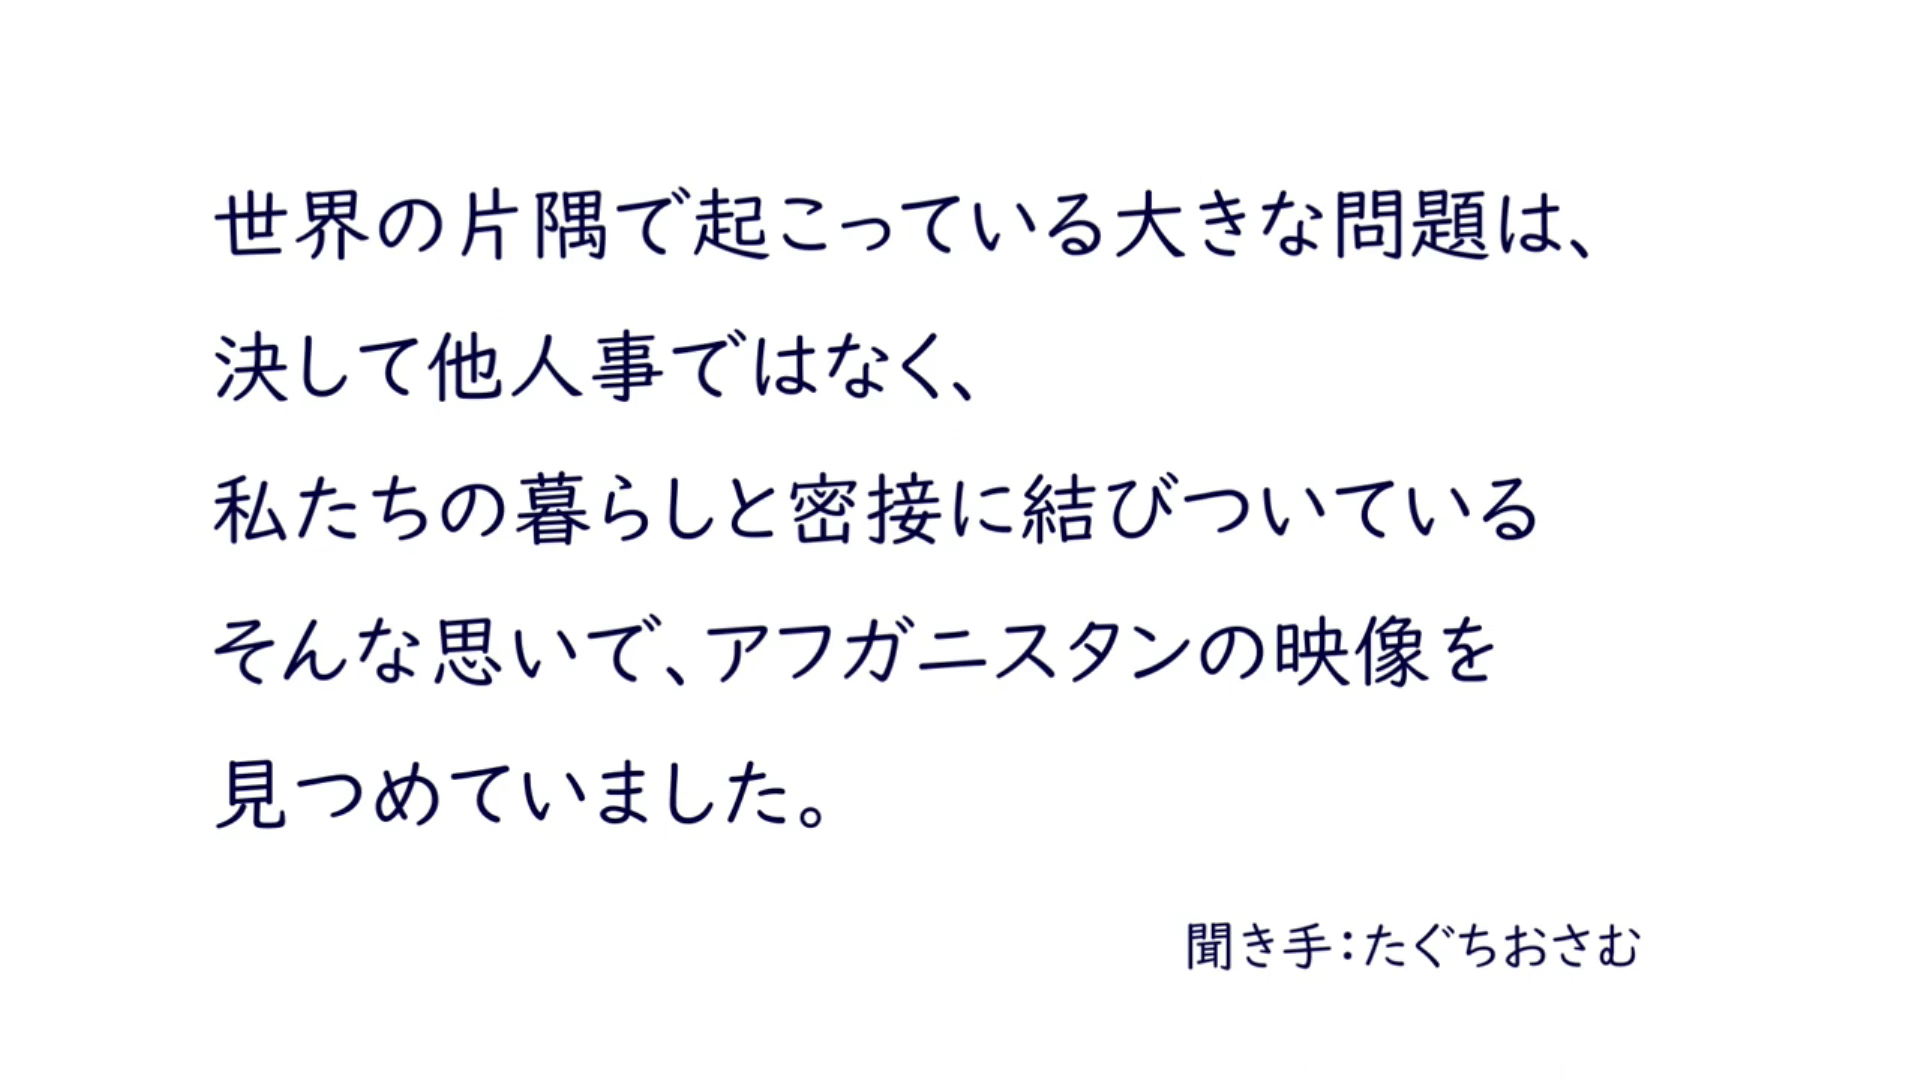 世界の片隅で起こっている大きな問題は、
決して他人事ではなく、
私たちの暮らしと密接に結びついている
そんな思いで、アフガニスタンの映像を
見つめていました。
聞き手：たぐちおさむ